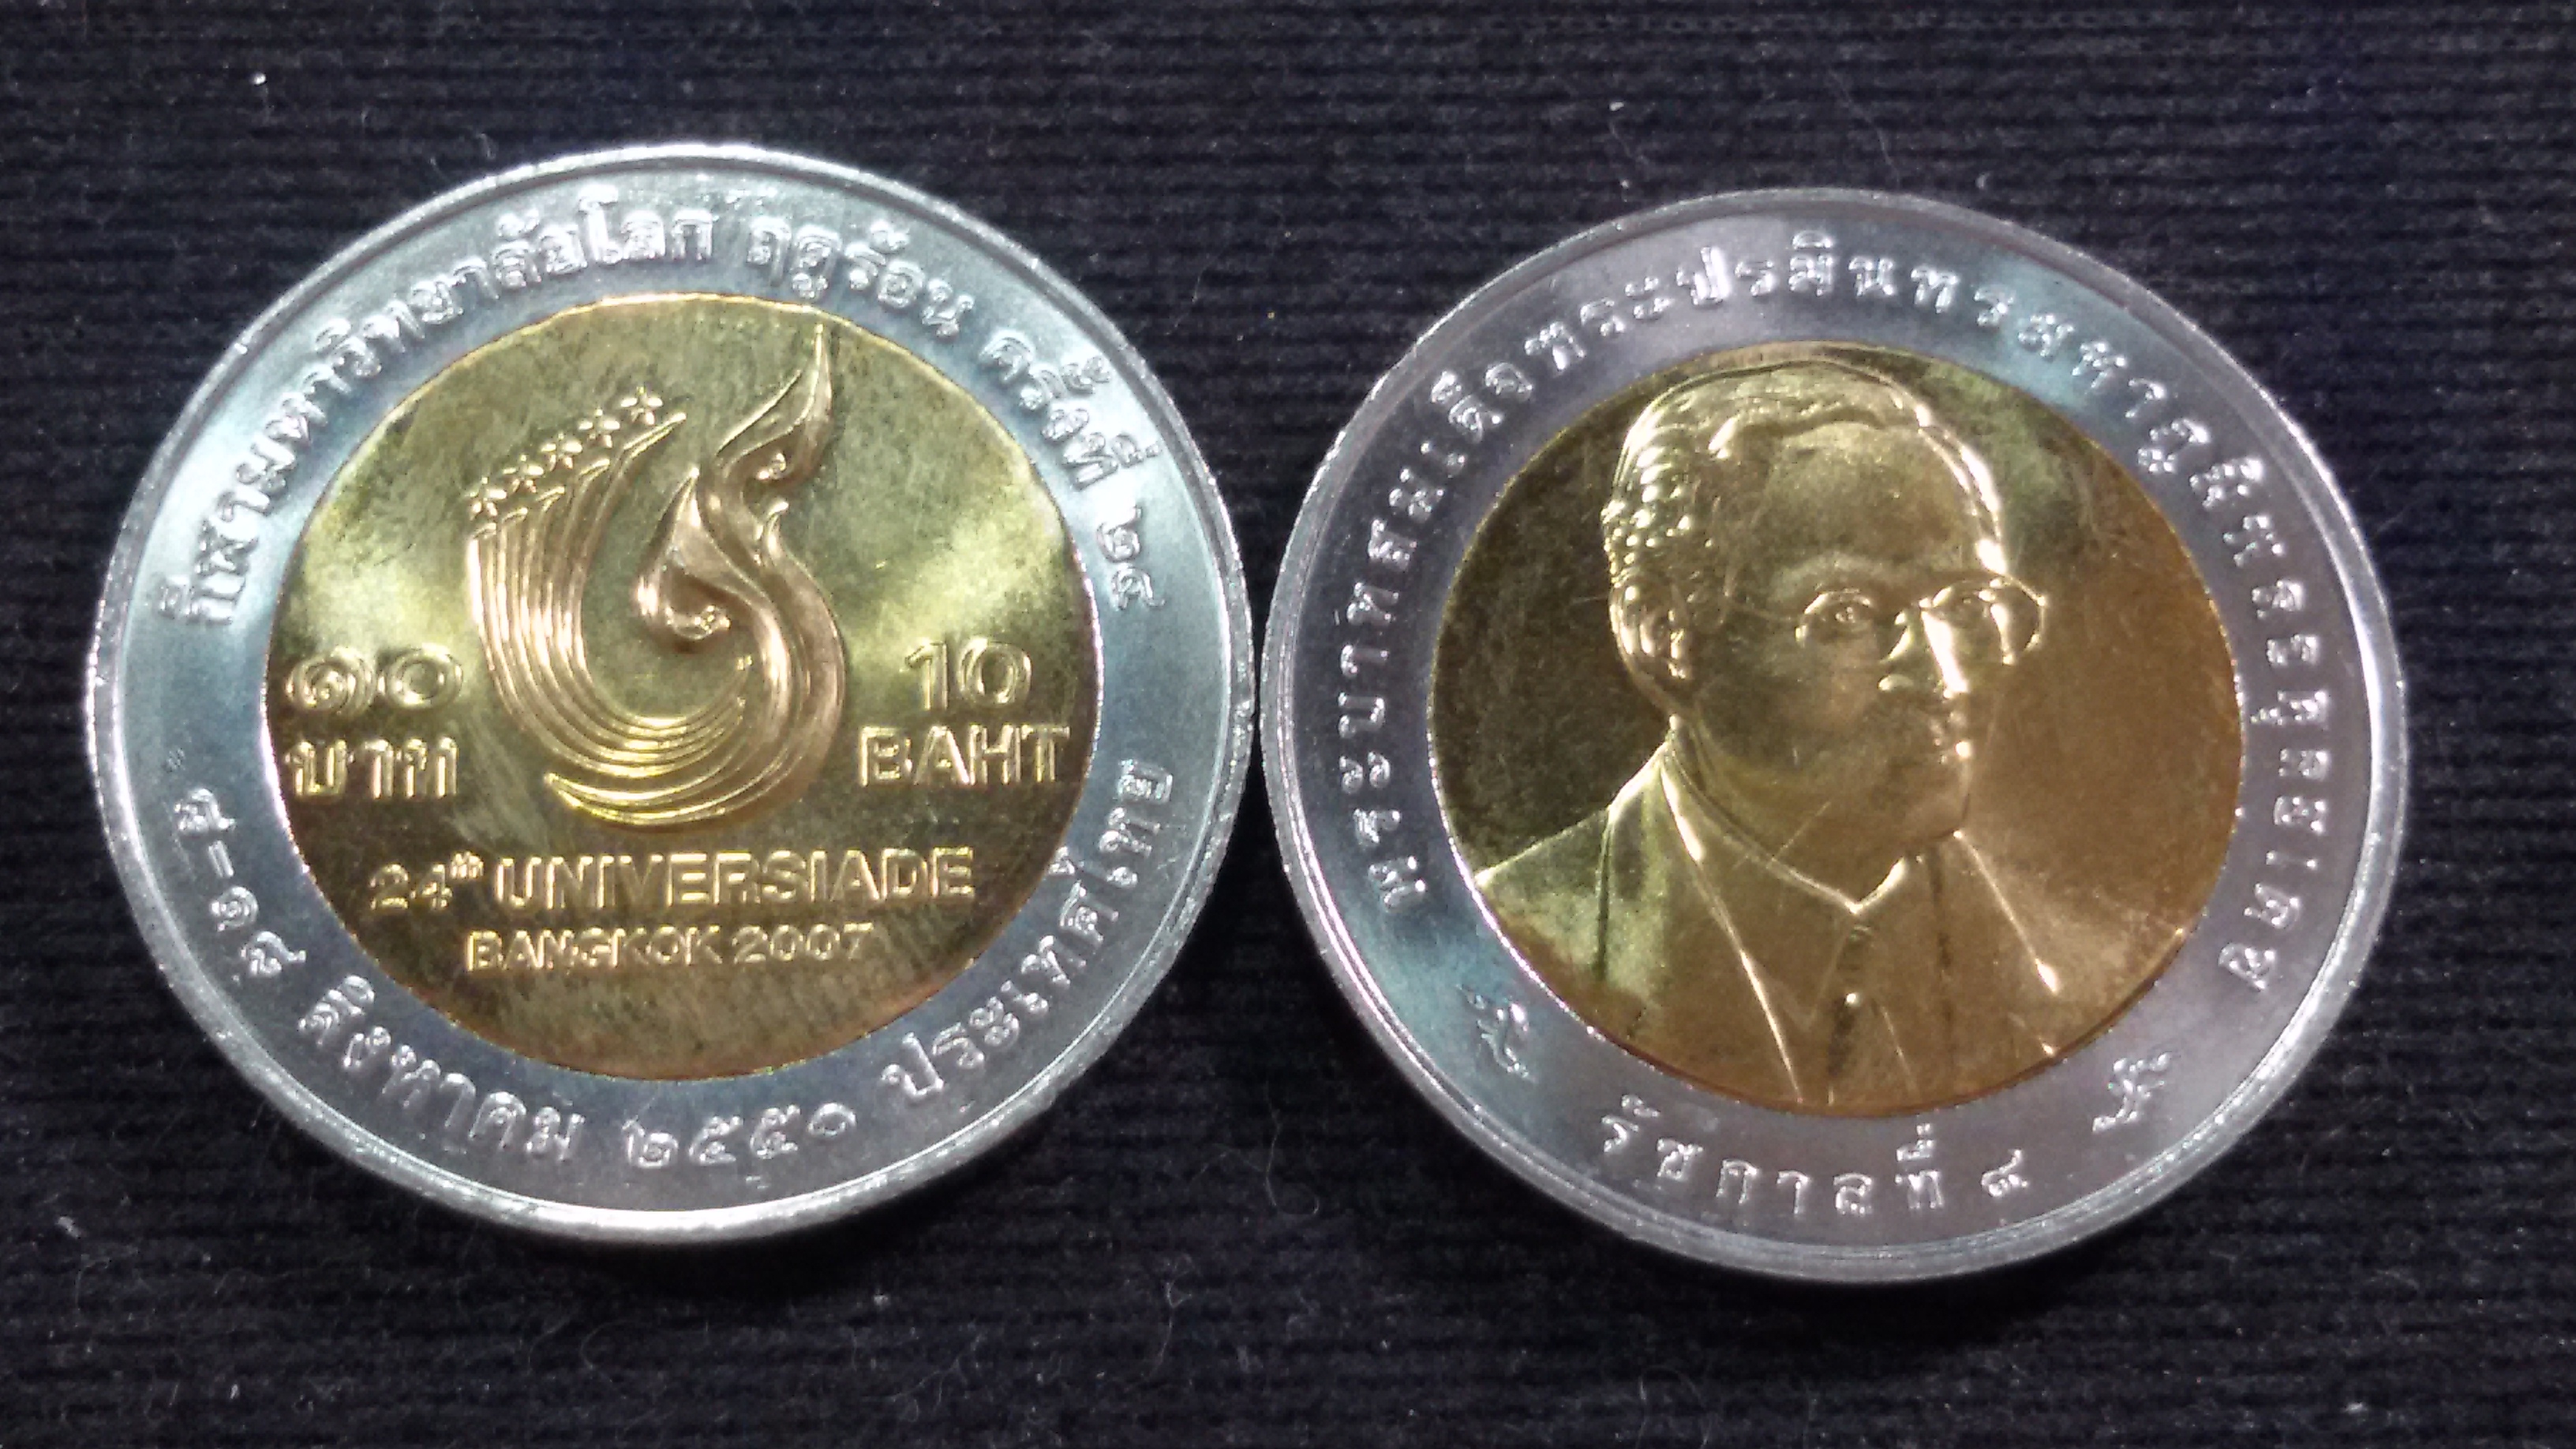 กีฬามหาวิทยาลัยโลก ฤดูร้อน ครั้งที่ ๒๔
๑๐
บาท
10
BAHT
24th UNIVERSIADE
BANGKOK 2007
๘-๑๘ สิงหาคม ๒๕๕๐ ประเทศไทย
พระบาทสมเด็จพระปรมินทรมหาภูมิพลอดุลยเดช
รัชกาลที่ ๙